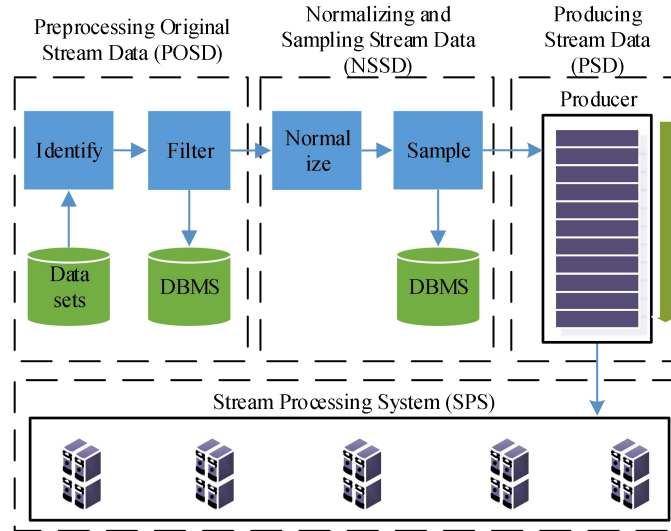 Preprocessing Original
Stream Data (POSD)
Normalizing and
Sampling Stream Data
(NSSD)
Producing
Stream Data
(PSD)
Producer
Identify
Filter
Normal
ize
Sample
Data
sets
DBMS
DBMS
Stream Processing System (SPS)